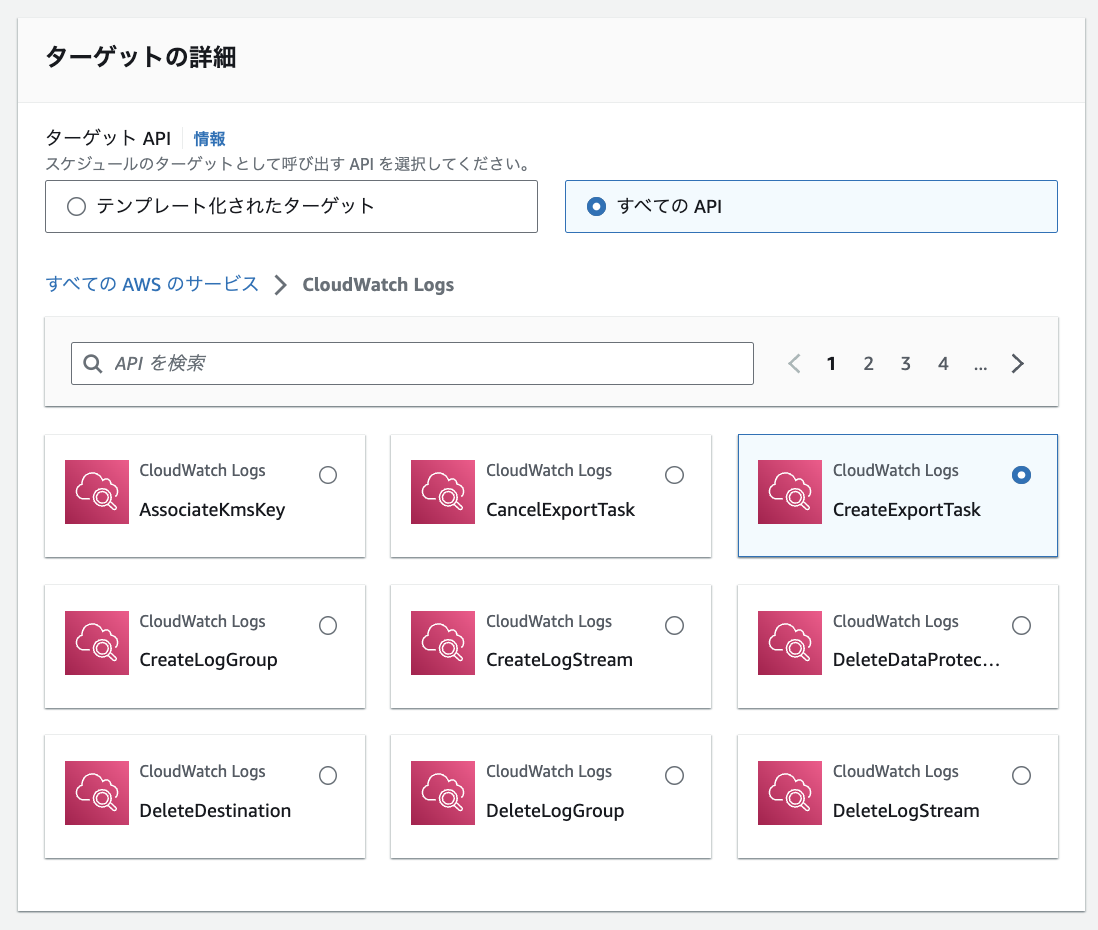 ターゲットの詳細
ターゲット API 情報
スケジュールのターゲットとして呼び出す API を選択してください。
テンプレート化されたターゲット すべての API
すべての AWS のサービス CloudWatch Logs
API を検索 1 2 3 4 ...
CloudWatch Logs CloudWatch Logs CloudWatch Logs
AssociateKmsKey CancelExportTask CreateExportTask
CloudWatch Logs CloudWatch Logs CloudWatch Logs
CreateLogGroup CreateLogStream DeleteDataProtec...
CloudWatch Logs CloudWatch Logs CloudWatch Logs
DeleteDestination DeleteLogGroup DeleteLogStream